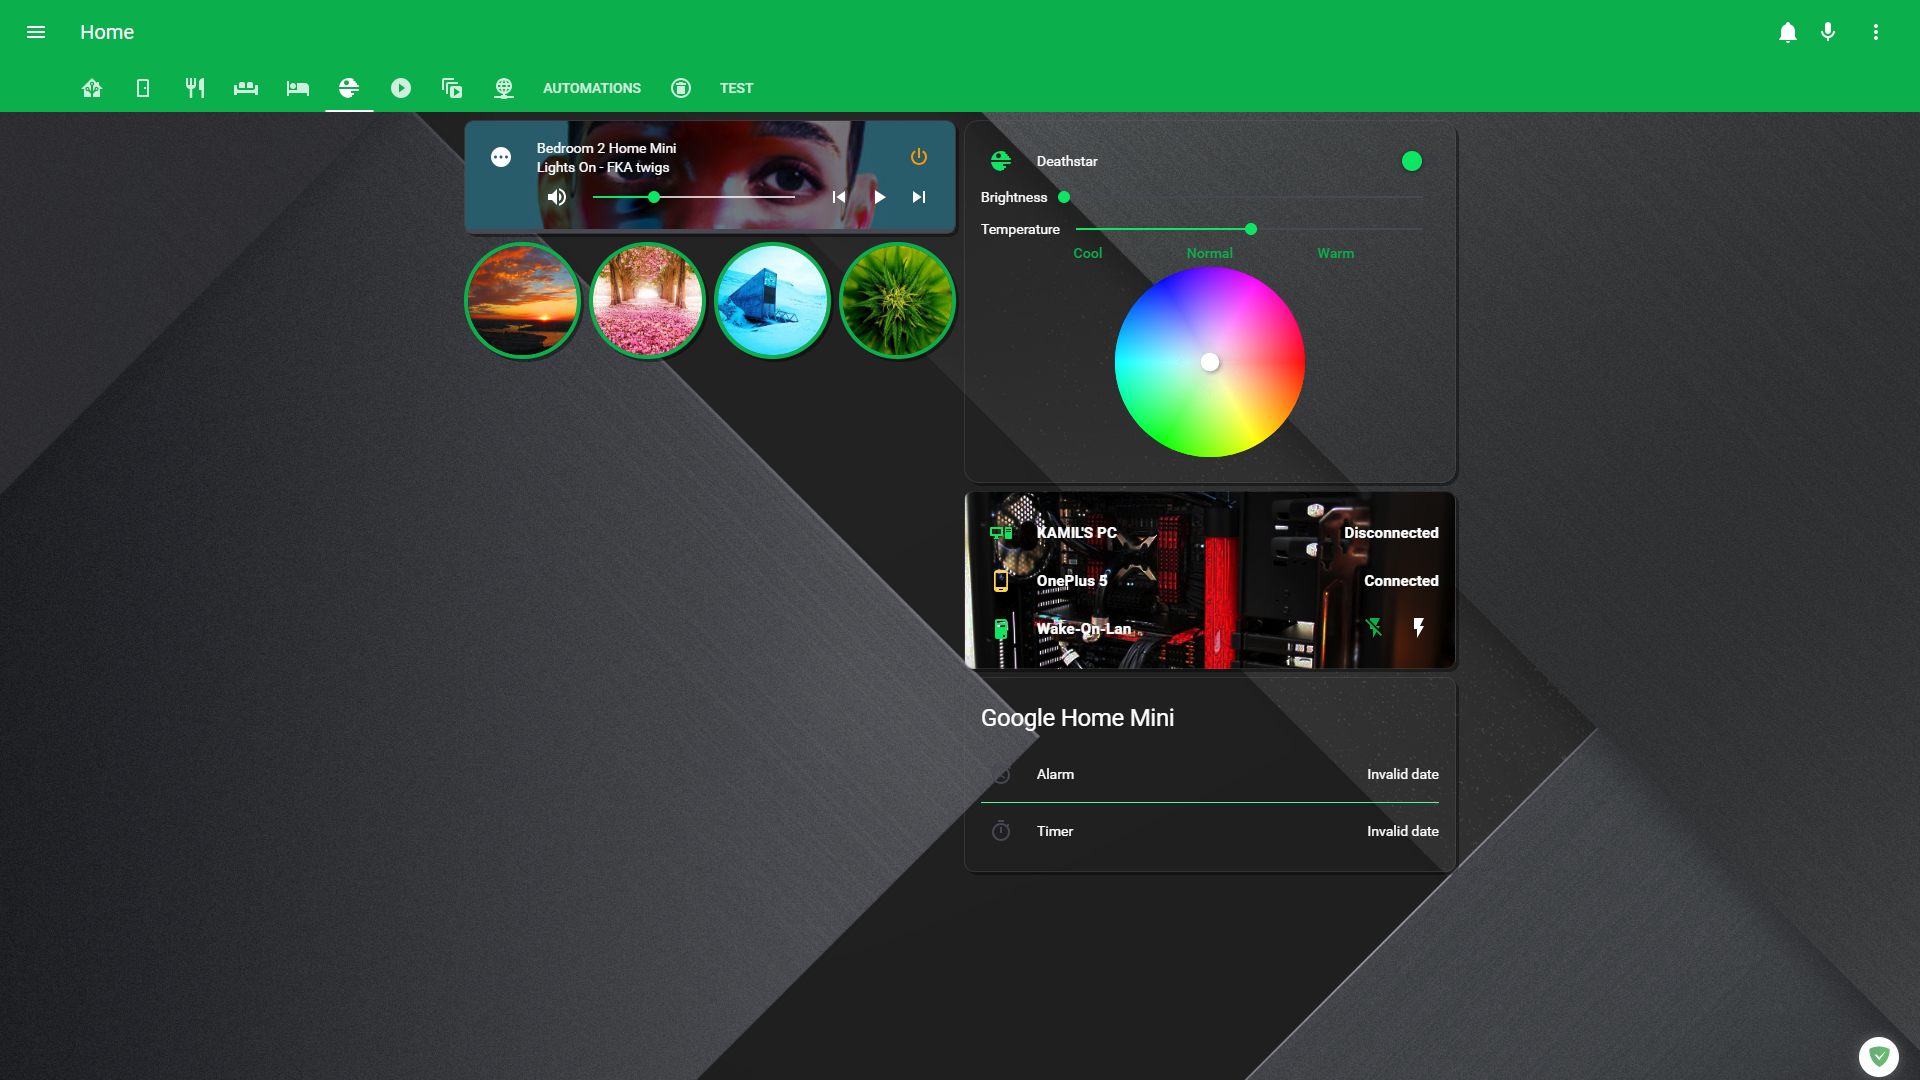 Home
AUTOMATIONS
TEST
Bedroom 2 Home Mini
Lights On - FKA twigs
Deathstar
Brightness
Temperature
Cool Normal Warm
KAMIL'S PC Disconnected
OnePlus 5 Connected
Wake-On-Lan
Google Home Mini
Alarm Invalid date
Timer Invalid date